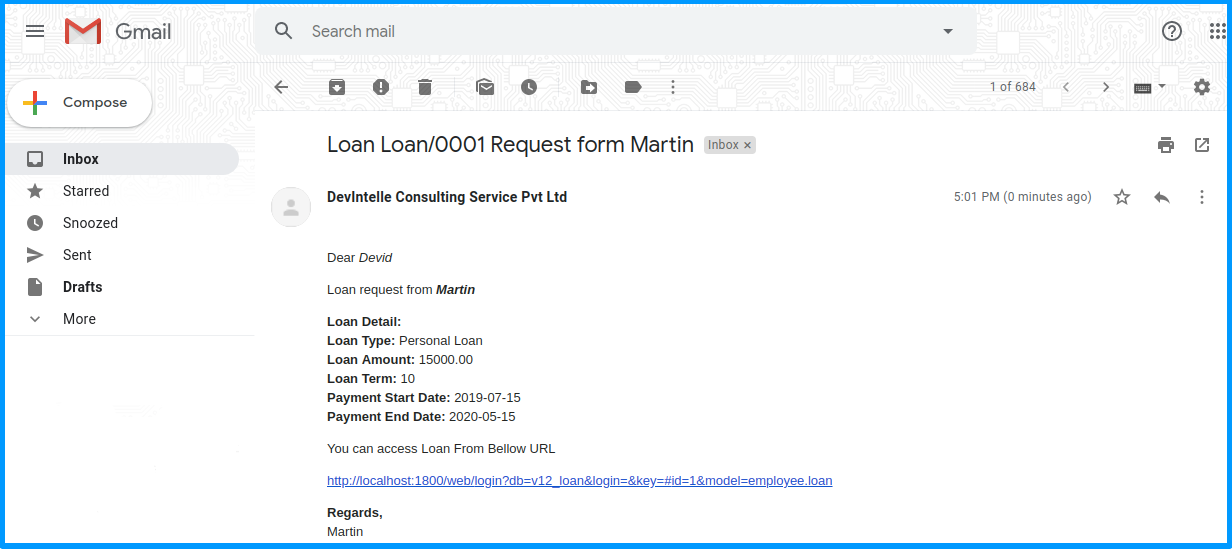 Gmail
Search mail
Compose
1 of 684
Inbox
Starred
Snoozed
Sent
Drafts
More
Loan Loan/0001 Request form Martin
Inbox ×
DevIntelle Consulting Service Pvt Ltd
5:01 PM (0 minutes ago)
Dear Devid
Loan request from Martin
Loan Detail:
Loan Type: Personal Loan
Loan Amount: 15000.00
Loan Term: 10
Payment Start Date: 2019-07-15
Payment End Date: 2020-05-15
You can access Loan From Bellow URL
http://localhost:1800/web/login?db=v12_loan&login=&key=#id=1&model=employee.loan
Regards,
Martin